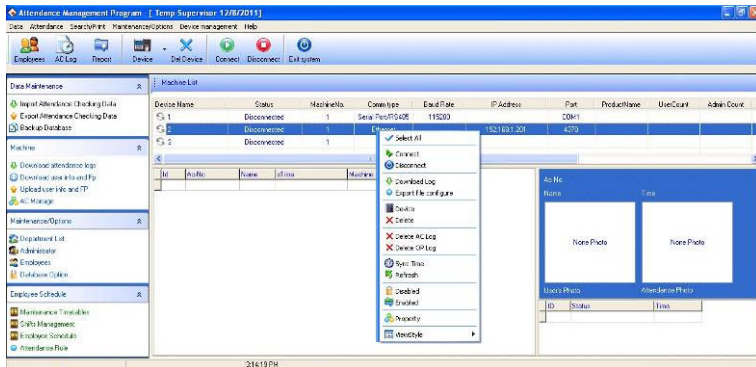 Attendance Management Program - [ Temp Supervisor 12/8/2011]
Data Attendance Search/Print Maintenance/Options Device management Help
Employees AC Log Report Device Del Device Connect Disconnect Exit system
Data Maintenance
Import Attendance Checking Data
Export Attendance Checking Data
Backup Database
Machine
Download attendance logs
Download user info and Fp
Upload user info and FP
AC Manage
Maintenance/Options
Department List
Administrator
Employees
Database Option
Employee Schedule
Maintenance Timetables
Shifts Management
Employee Schedule
Attendance Rule
Machine List
Device Name Status MachineNo. Comm type Baud Rate IP Address Port ProductName UserCount Admin Count
1 Disconnected 1 Serial Port/RS485 115200 COM1
2 Disconnected 1 Ethernet 192.168.1.201 4370
3 Disconnected 1
Id Ac-No Name sTime Machine
Select All
Connect
Disconnect
Download Log
Export file configure
Device
Delete
Delete AC Log
Delete OP Log
Sync Time
Refresh
Disabled
Enabled
Property
ViewStyle
Ac No
Name Time
None Photo None Photo
User's Photo Attendance Photo
ID Status Time
3:14:19 PM